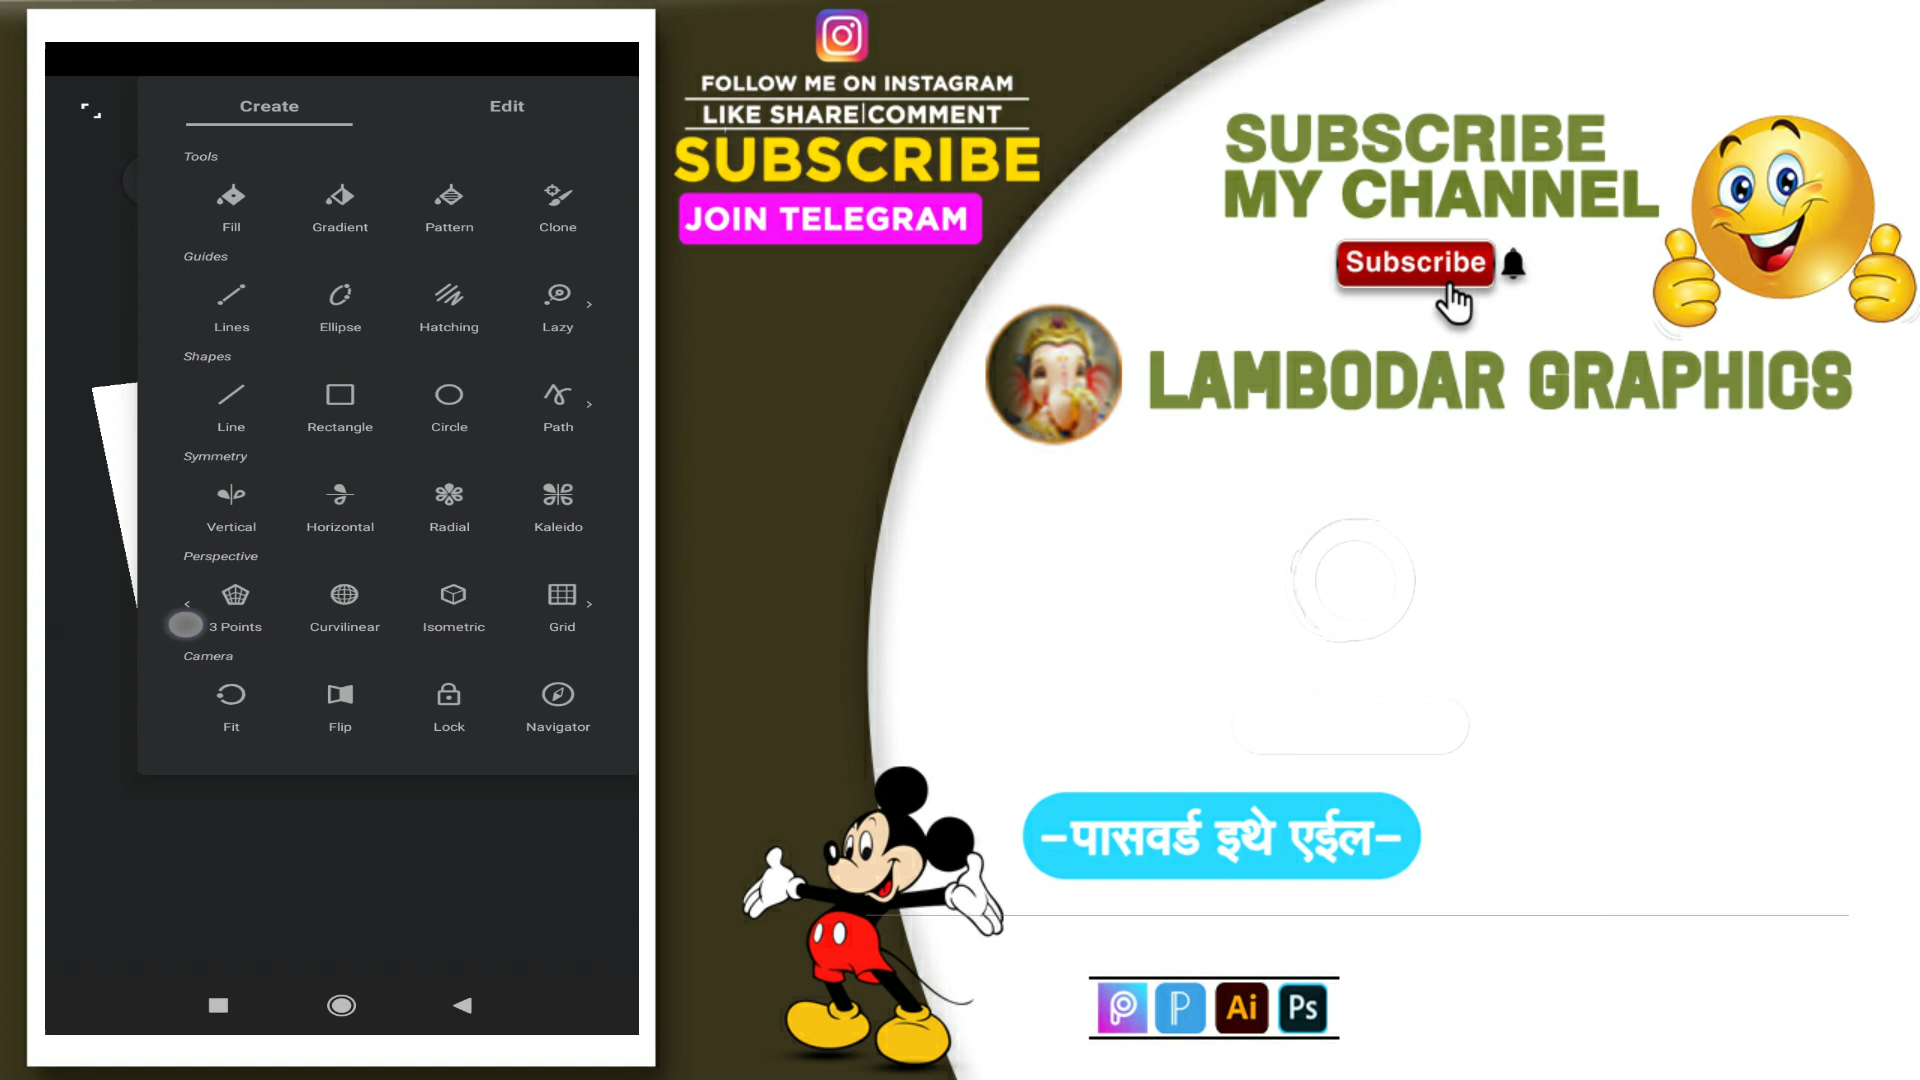 Create Edit
Tools
Fill Gradient Pattern Clone
Guides
Lines Ellipse Hatching Lazy
Shapes
Line Rectangle Circle Path
Symmetry
Vertical Horizontal Radial Kaleido
Perspective
3 Points Curvilinear Isometric Grid
Camera
Fit Flip Lock Navigator
FOLLOW ME ON INSTAGRAM
LIKE SHARE|COMMENT
SUBSCRIBE
JOIN TELEGRAM
SUBSCRIBE
MY CHANNEL
Subscribe
LAMBODAR GRAPHICS
–पासवर्ड इथे एईल–
Ai Ps